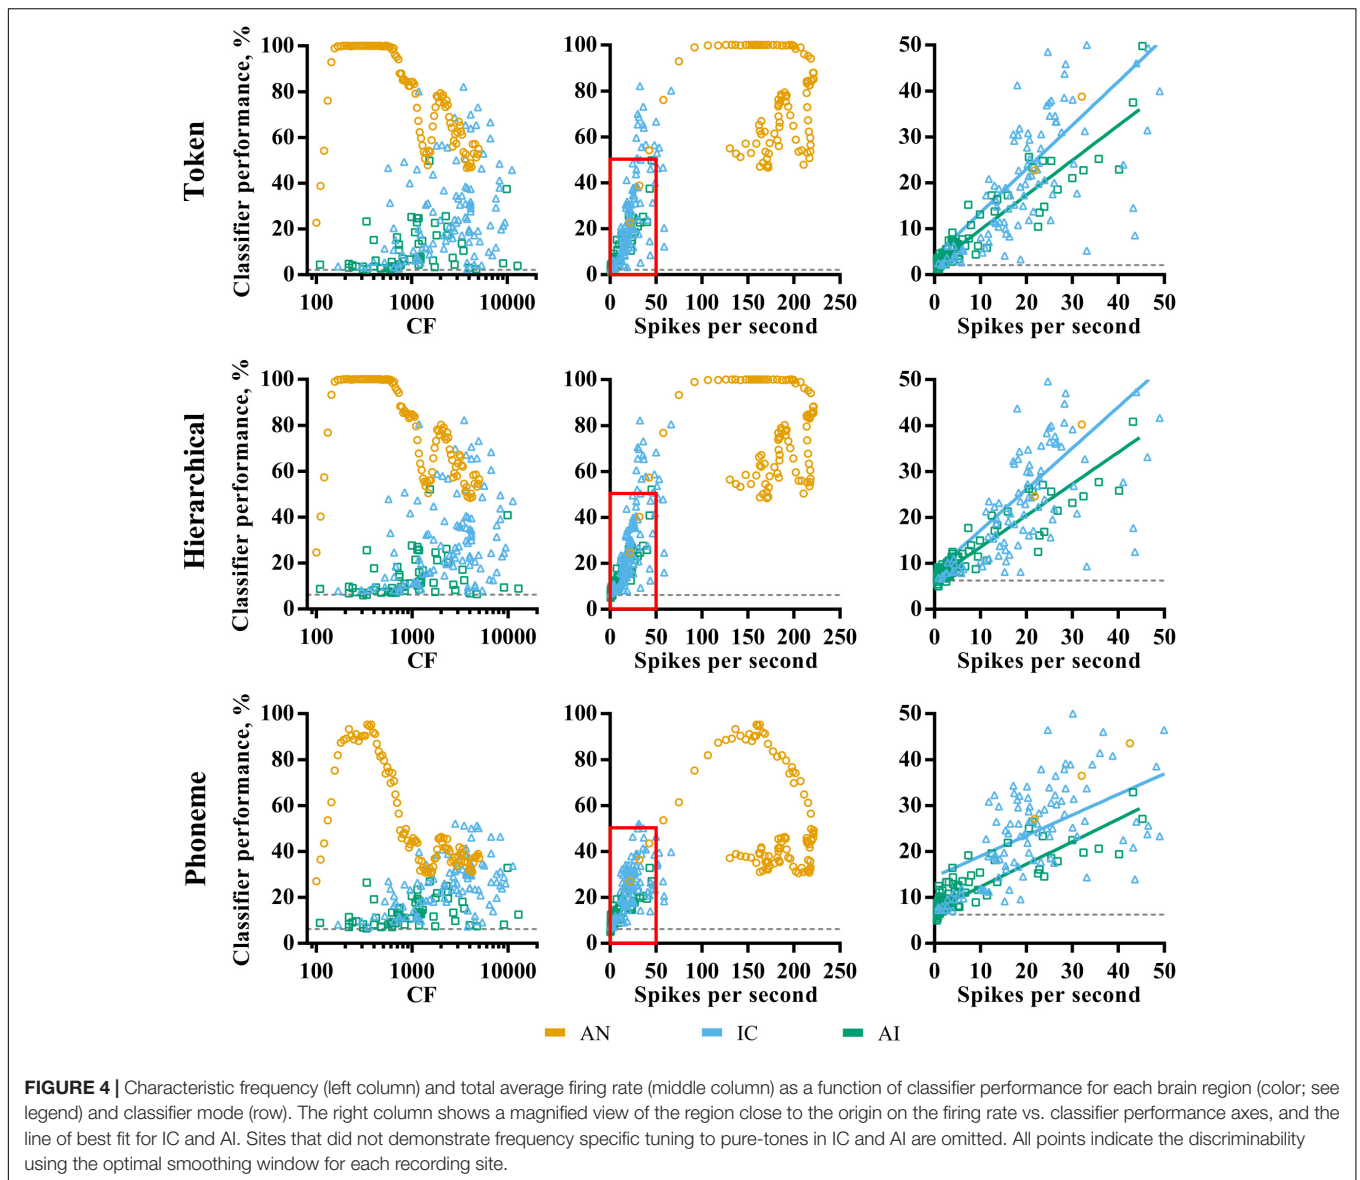 Token
Classifier performance, %
100
80
60
40
20
0
100 1000 10000
CF
100
80
60
40
20
0
0 50 100 150 200 250
Spikes per second
50
40
30
20
10
0
0 10 20 30 40 50
Spikes per second
Hierarchical
Classifier performance, %
100
80
60
40
20
0
100 1000 10000
CF
100
80
60
40
20
0
0 50 100 150 200 250
Spikes per second
50
40
30
20
10
0
0 10 20 30 40 50
Spikes per second
Phoneme
Classifier performance, %
100
80
60
40
20
0
100 1000 10000
CF
100
80
60
40
20
0
0 50 100 150 200 250
Spikes per second
50
40
30
20
10
0
0 10 20 30 40 50
Spikes per second
AN IC AI
FIGURE 4 | Characteristic frequency (left column) and total average firing rate (middle column) as a function of classifier performance for each brain region (color; see
legend) and classifier mode (row). The right column shows a magnified view of the region close to the origin on the firing rate vs. classifier performance axes, and the
line of best fit for IC and AI. Sites that did not demonstrate frequency specific tuning to pure-tones in IC and AI are omitted. All points indicate the discriminability
using the optimal smoothing window for each recording site.